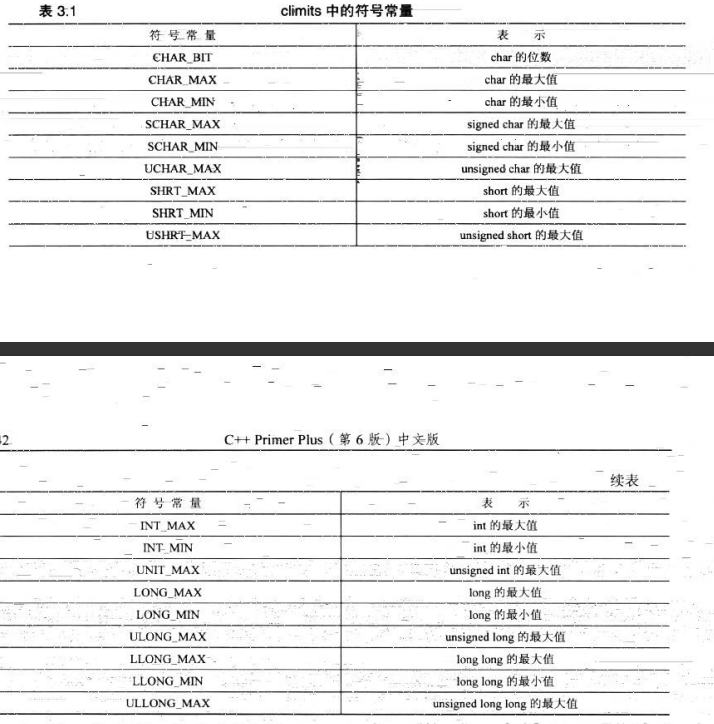 表 3.1 climits 中的符号常量
符 号 常 量 表 示
CHAR_BIT char 的位数
CHAR_MAX char 的最大值
CHAR_MIN char 的最小值
SCHAR_MAX signed char 的最大值
SCHAR_MIN signed char 的最小值
UCHAR_MAX unsigned char 的最大值
SHRT_MAX short 的最大值
SHRT_MIN short 的最小值
USHRT_MAX unsigned short 的最大值
42 C++ Primer Plus（第 6 版）中文版
续表
符 号 常 量 表 示
INT_MAX int 的最大值
INT_MIN int 的最小值
UNIT_MAX unsigned int 的最大值
LONG_MAX long 的最大值
LONG_MIN long 的最小值
ULONG_MAX unsigned long 的最大值
LLONG_MAX long long 的最大值
LLONG_MIN long long 的最小值
ULLONG_MAX unsigned long long 的最大值